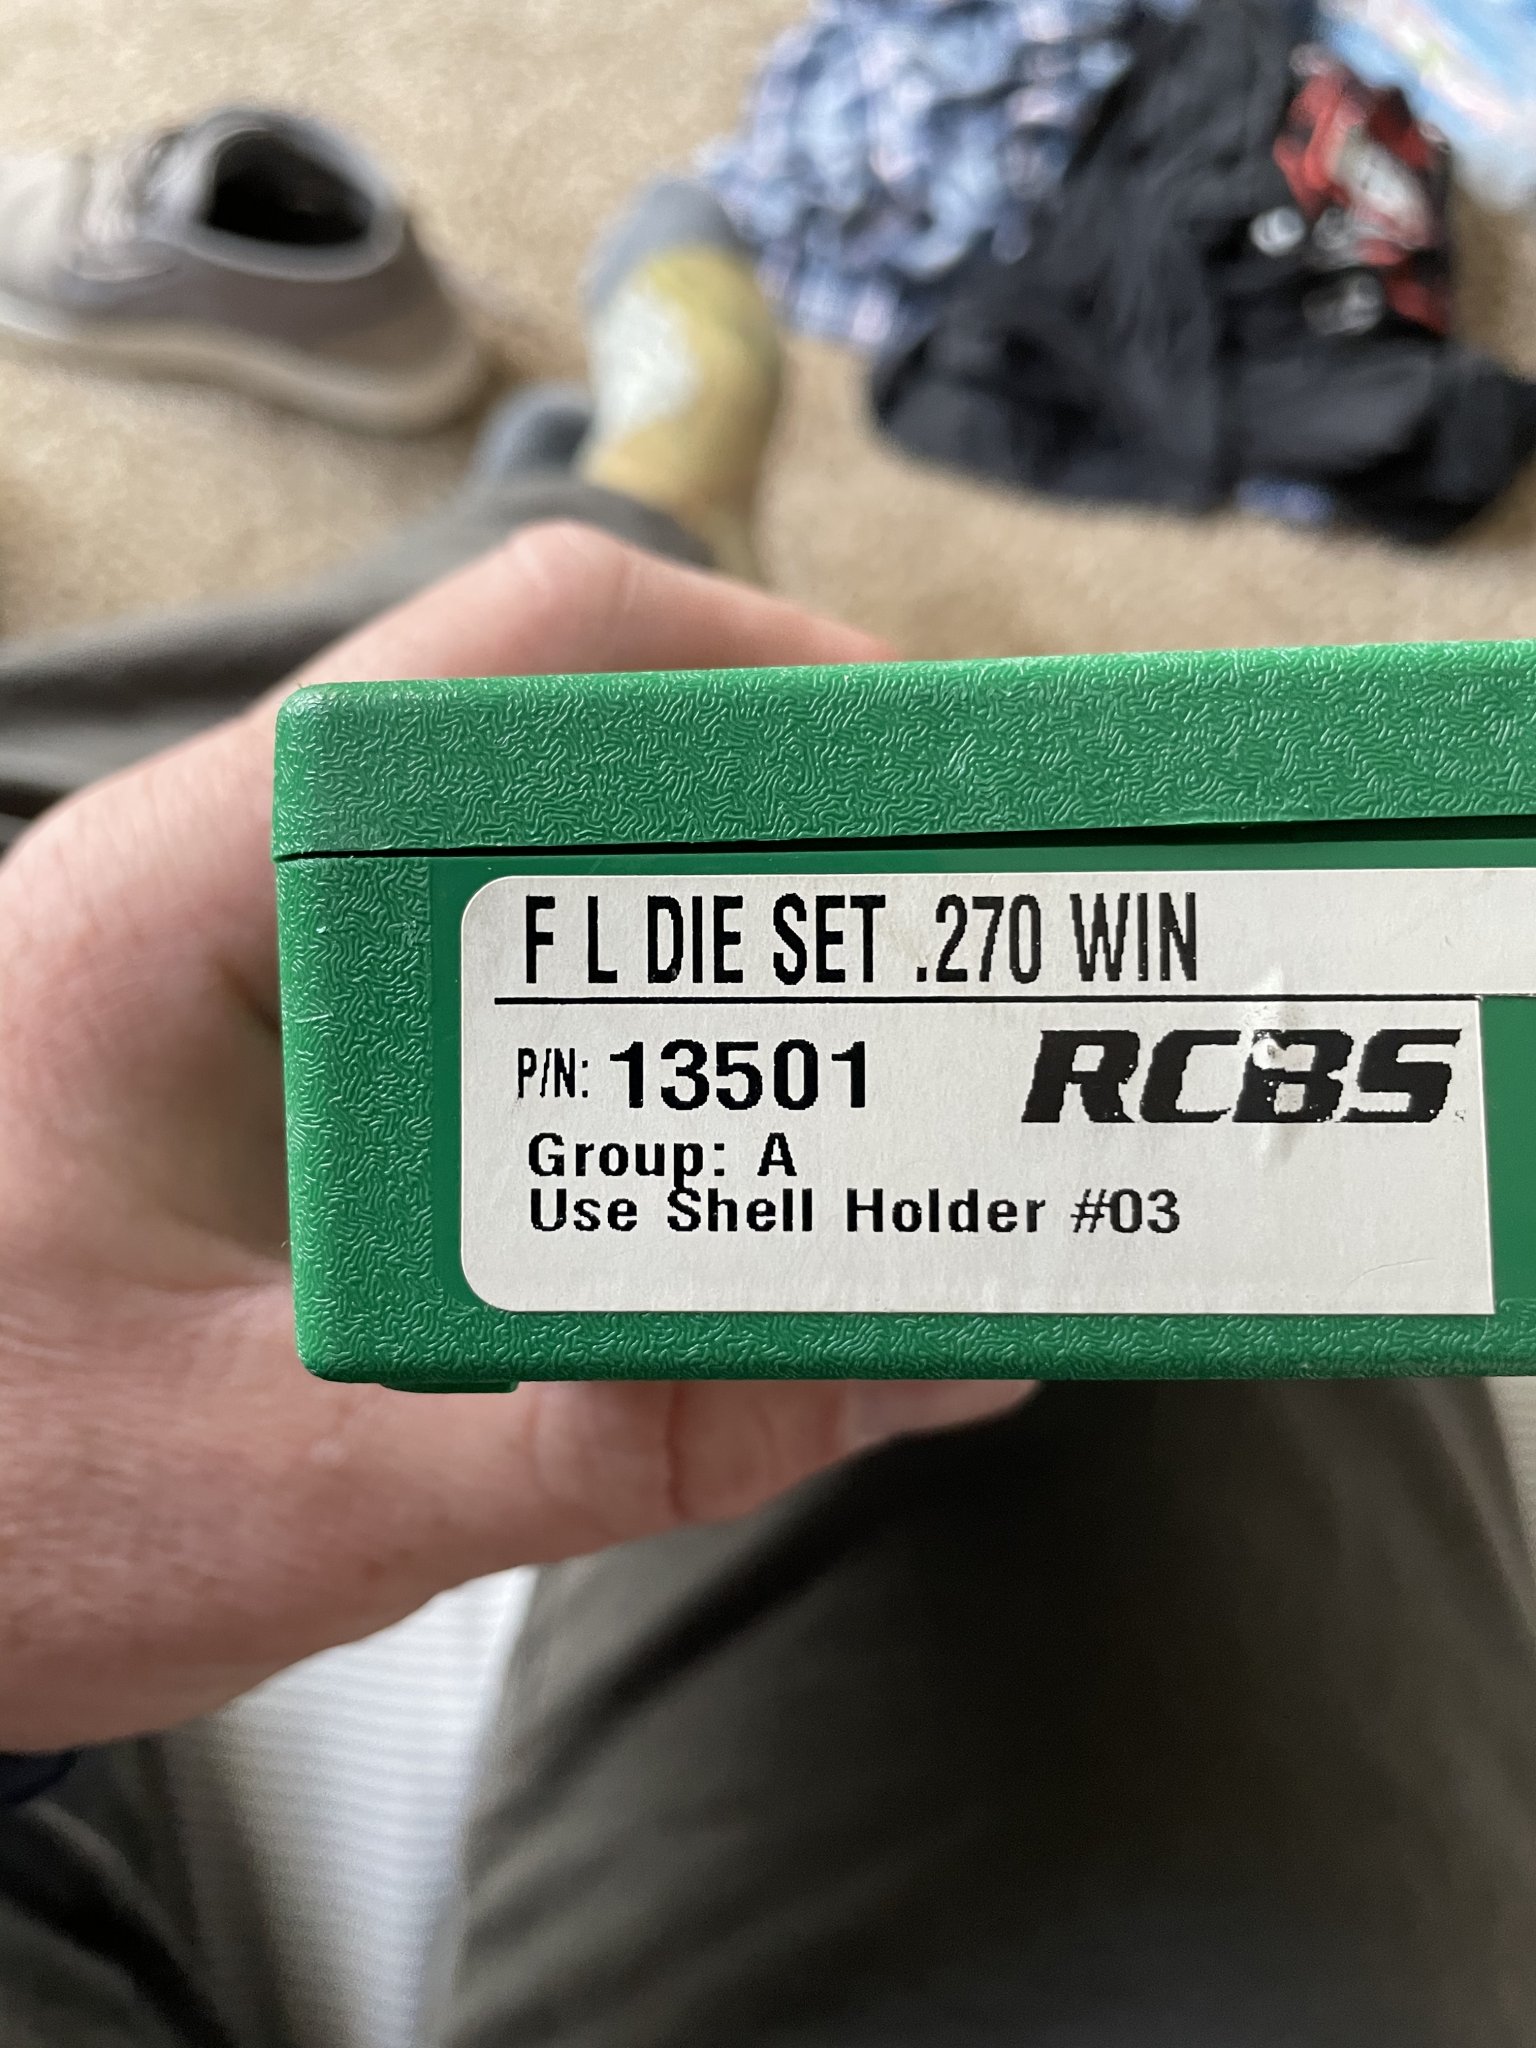 F L DIE SET .270 WIN
P/N: 13501 RCBS
Group: A
Use Shell Holder #03